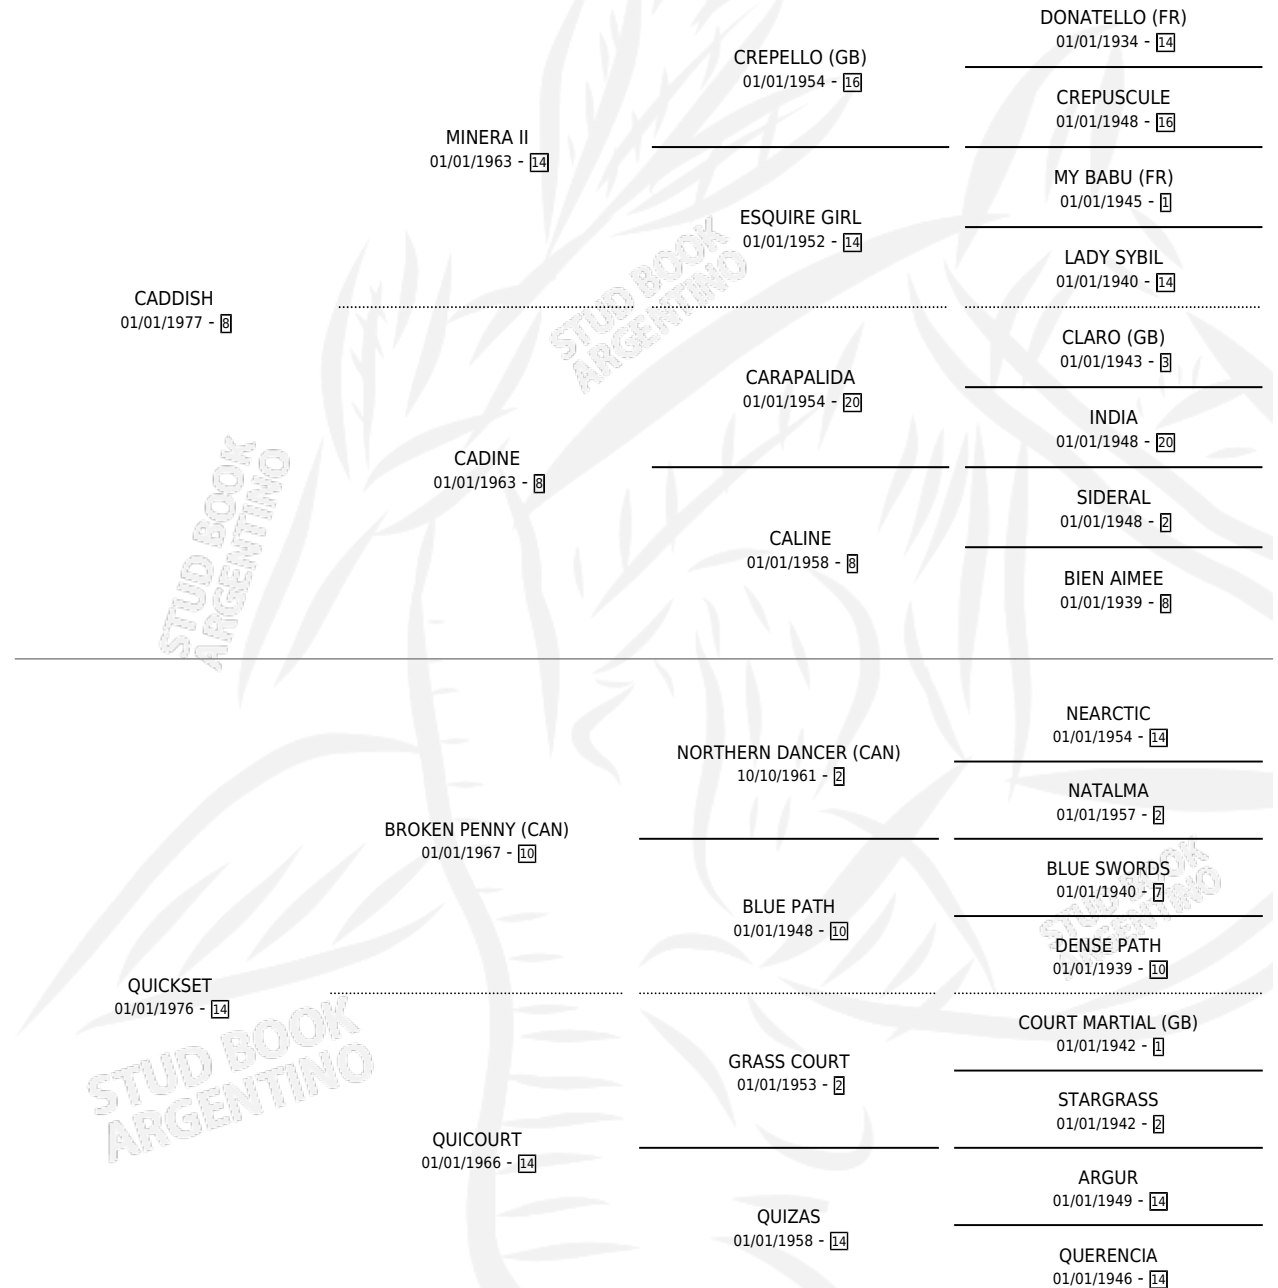 DONATELLO (FR)
01/01/1934 - 14
CREPELLO (GB)
01/01/1954 - 16
CREPUSCULE
01/01/1948 - 16
MINERA II
01/01/1963 - 14
MY BABU (FR)
01/01/1945 - 1
ESQUIRE GIRL
01/01/1952 - 14
LADY SYBIL
01/01/1940 - 14
CADDISH
01/01/1977 - 8
CLARO (GB)
01/01/1943 - 3
CARAPALIDA
01/01/1954 - 20
INDIA
01/01/1948 - 20
CADINE
01/01/1963 - 8
SIDERAL
01/01/1948 - 2
CALINE
01/01/1958 - 8
BIEN AIMEE
01/01/1939 - 8
STUD BOOK
ARGENTINO
STUD BOOK
ARGENTINO
NEARCTIC
01/01/1954 - 14
NORTHERN DANCER (CAN)
10/10/1961 - 2
NATALMA
01/01/1957 - 2
BROKEN PENNY (CAN)
01/01/1967 - 10
BLUE SWORDS
01/01/1940 - 7
BLUE PATH
01/01/1948 - 10
DENSE PATH
01/01/1939 - 10
STUD BOOK
ARGENTINO
QUICKSET
01/01/1976 - 14
COURT MARTIAL (GB)
01/01/1942 - 1
GRASS COURT
01/01/1953 - 2
STARGRASS
01/01/1942 - 2
QUICOURT
01/01/1966 - 14
ARGUR
01/01/1949 - 14
QUIZAS
01/01/1958 - 14
QUERENCIA
01/01/1946 - 14
STUD BOOK
ARGENTINO